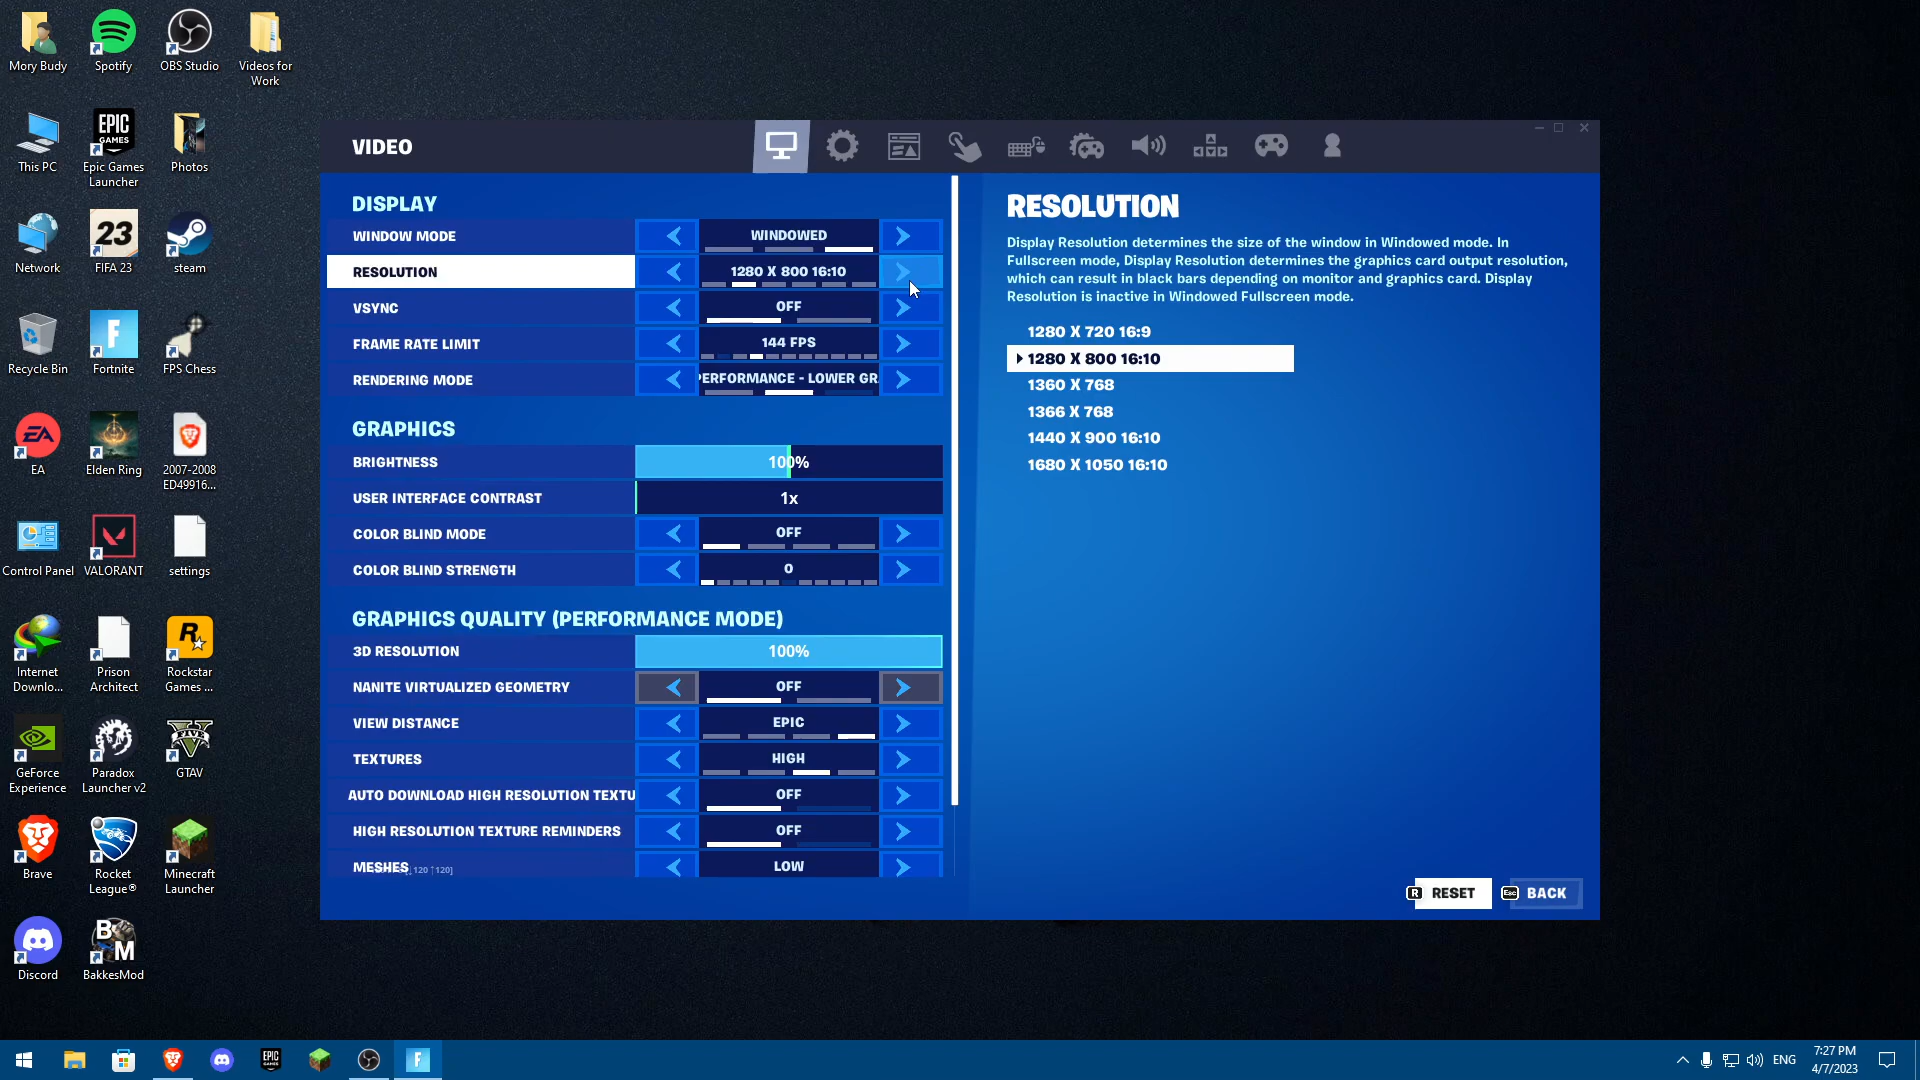 Mory Budy
Spotify
OBS Studio
Videos for
Work
This PC
EPIC
GAMES
Epic Games
Launcher
Photos
Network
23
FIFA 23
steam
Recycle Bin
Fortnite
FPS Chess
EA
Elden Ring
2007-2008
ED49916...
Control Panel
VALORANT
settings
Internet
Downlo...
Prison
Architect
Rockstar
Games ...
GeForce
Experience
Paradox
Launcher v2
GTAV
Brave
Rocket
League®
Minecraft
Launcher
Discord
BM
BakkesMod
VIDEO
DISPLAY
WINDOW MODE
WINDOWED
RESOLUTION
1280 X 800 16:10
VSYNC
OFF
FRAME RATE LIMIT
144 FPS
RENDERING MODE
PERFORMANCE - LOWER GR
GRAPHICS
BRIGHTNESS
100%
USER INTERFACE CONTRAST
1x
COLOR BLIND MODE
OFF
COLOR BLIND STRENGTH
0
GRAPHICS QUALITY (PERFORMANCE MODE)
3D RESOLUTION
100%
NANITE VIRTUALIZED GEOMETRY
OFF
VIEW DISTANCE
EPIC
TEXTURES
HIGH
AUTO DOWNLOAD HIGH RESOLUTION TEXTU
OFF
HIGH RESOLUTION TEXTURE REMINDERS
OFF
MESHES
LOW
RESOLUTION
Display Resolution determines the size of the window in Windowed mode. In
Fullscreen mode, Display Resolution determines the graphics card output resolution,
which can result in black bars depending on monitor and graphics card. Display
Resolution is inactive in Windowed Fullscreen mode.
1280 X 720 16:9
1280 X 800 16:10
1360 X 768
1366 X 768
1440 X 900 16:10
1680 X 1050 16:10
R RESET
Esc BACK
ENG
7:27 PM
4/7/2023